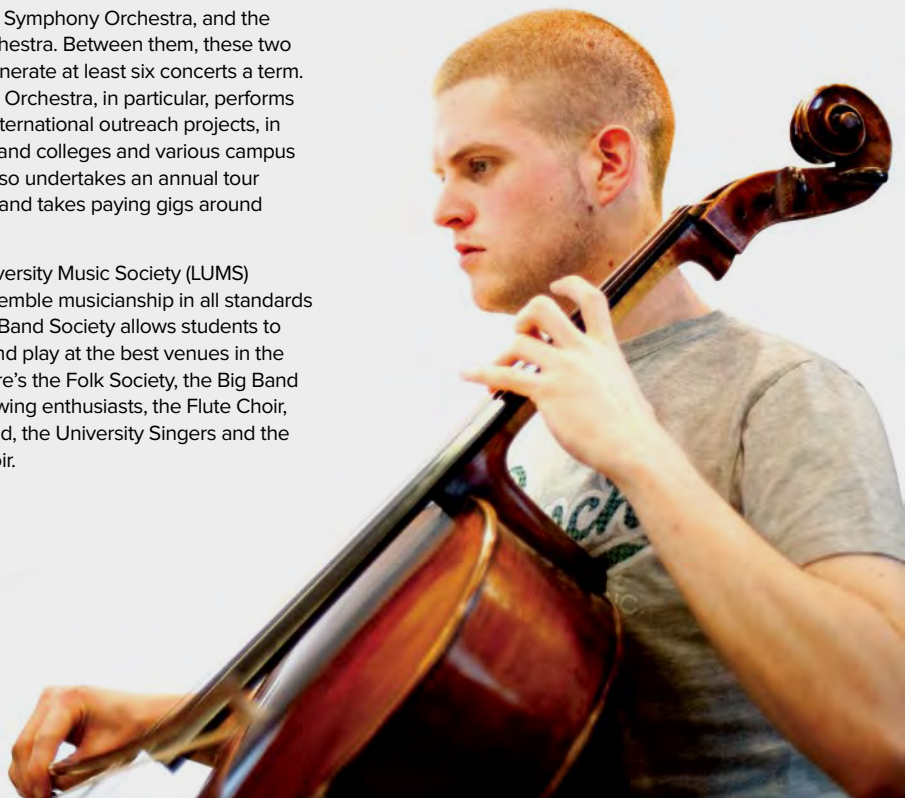 Symphony Orchestra, and the
hestra. Between them, these two
nerate at least six concerts a term.
Orchestra, in particular, performs
ternational outreach projects, in
and colleges and various campus
so undertakes an annual tour
and takes paying gigs around
versity Music Society (LUMS)
emble musicianship in all standards
Band Society allows students to
nd play at the best venues in the
re’s the Folk Society, the Big Band
wing enthusiasts, the Flute Choir,
d, the University Singers and the
oir.